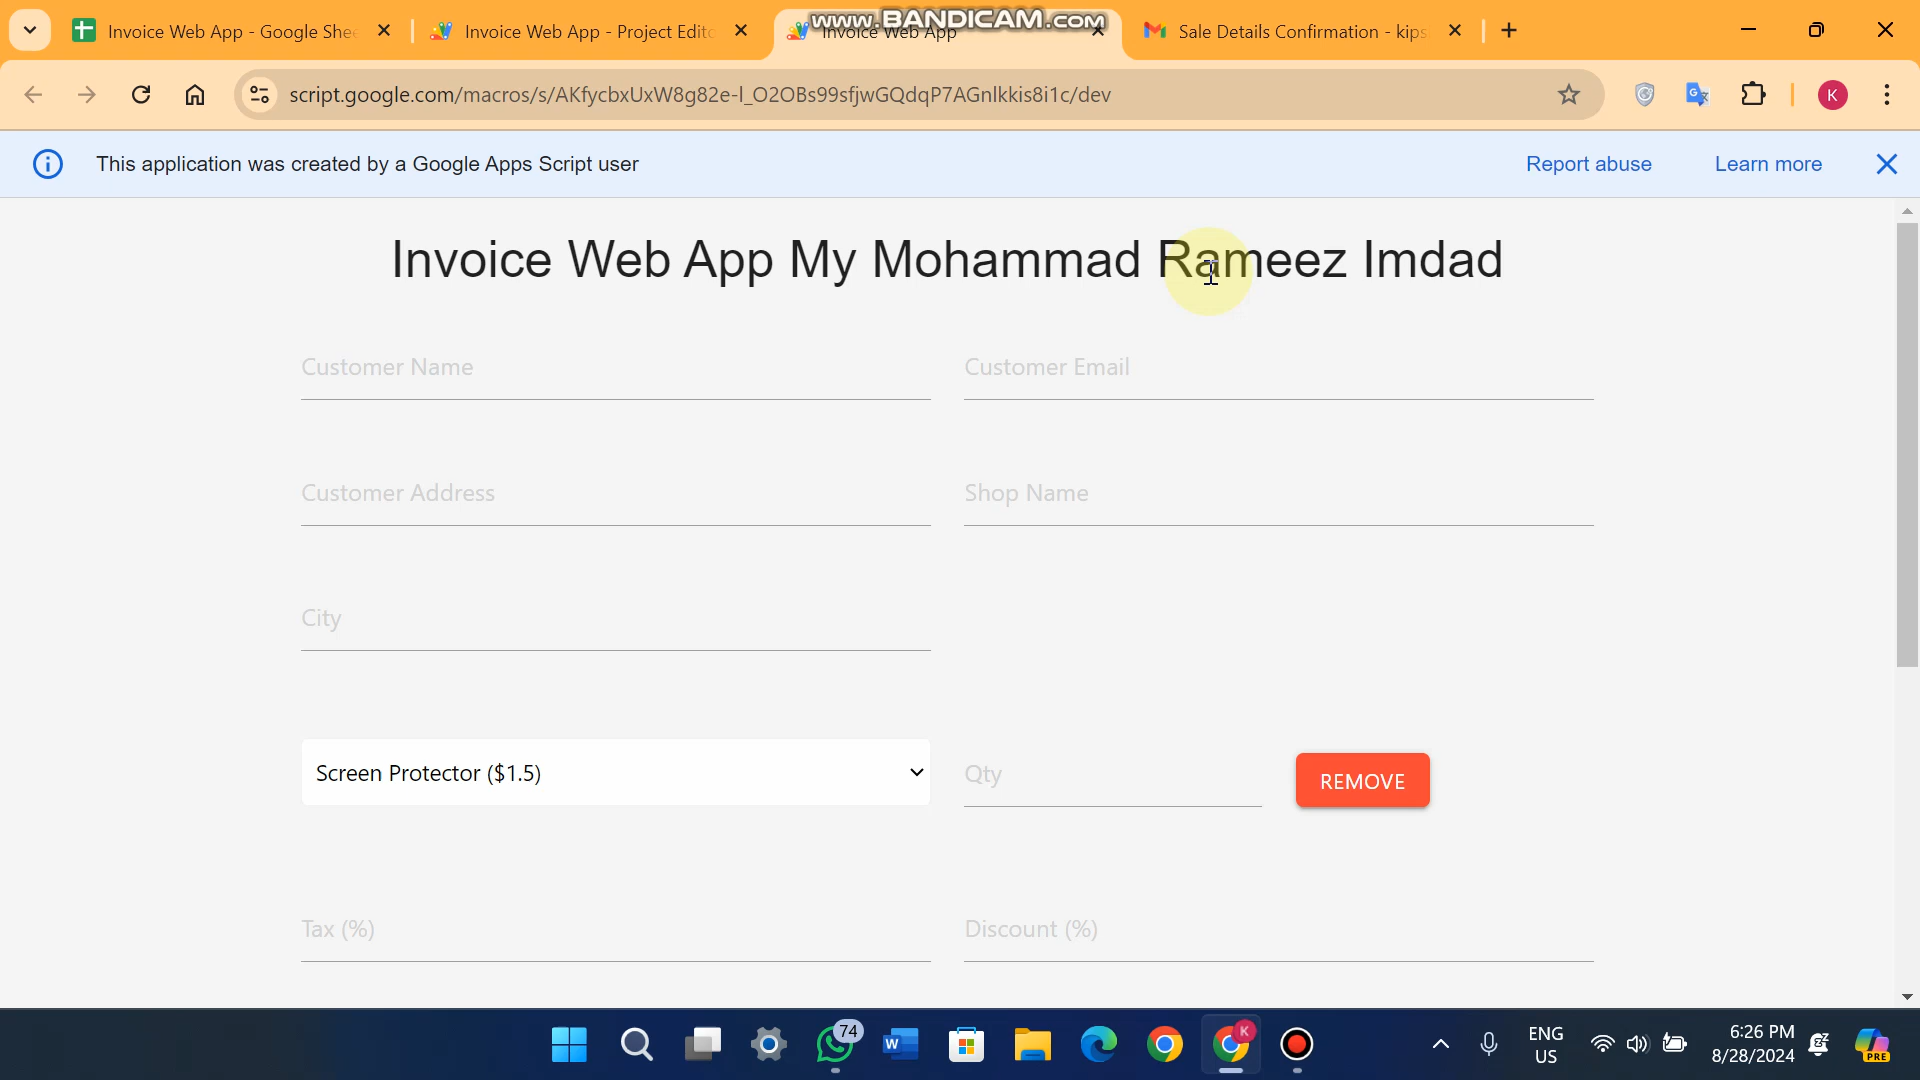 www.BANDICAM.com
Invoice Web App - Google Shee
Invoice Web App - Project Edito
Invoice Web App
Sale Details Confirmation - kips
script.google.com/macros/s/AKfycbxUxW8g82e-l_O2OBs99sfjwGQdqP7AGnlkkis8i1c/dev
K
This application was created by a Google Apps Script user
Report abuse
Learn more
Invoice Web App My Mohammad Rameez Imdad
Customer Name
Customer Email
Customer Address
Shop Name
City
Screen Protector ($1.5)
Qty
REMOVE
Tax (%)
Discount (%)
74
W
K
ENG
US
6:26 PM
8/28/2024
PRE